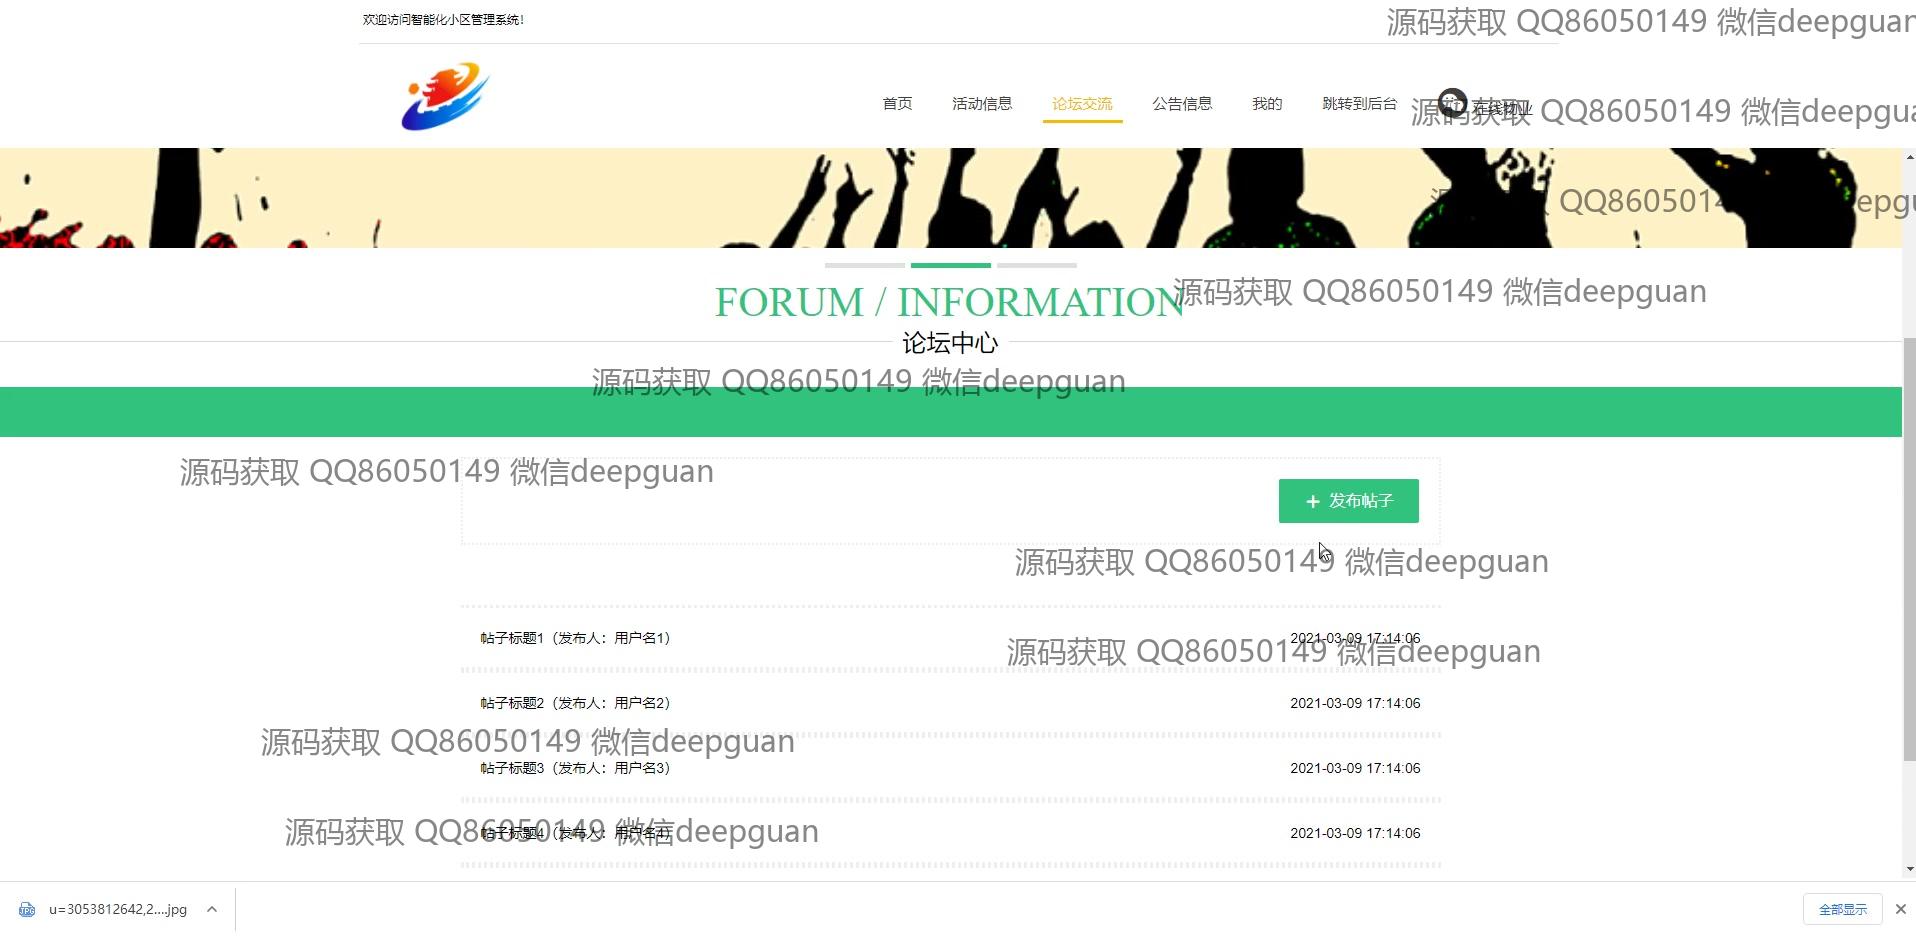 欢迎访问智能化小区管理系统！
源码获取 QQ86050149 微信deepguan
首页 活动信息 论坛交流 公告信息 我的 跳转到后台 在线物业
源码获取 QQ86050149 微信deepgua
QQ8605014 epgu
FORUM / INFORMATION
源码获取 QQ86050149 微信deepguan
论坛中心
源码获取 QQ86050149 微信deepguan
源码获取 QQ86050149 微信deepguan
+ 发布帖子
源码获取 QQ86050149 微信deepguan
帖子标题1（发布人：用户名1） 2021-03-09 17:14:06
源码获取 QQ86050149 微信deepguan
帖子标题2（发布人：用户名2） 2021-03-09 17:14:06
源码获取 QQ86050149 微信deepguan
帖子标题3（发布人：用户名3） 2021-03-09 17:14:06
源码获取 QQ86050149 微信deepguan
帖子标题4（发布人：用户名4） 2021-03-09 17:14:06
u=3053812642,2....jpg 全部显示